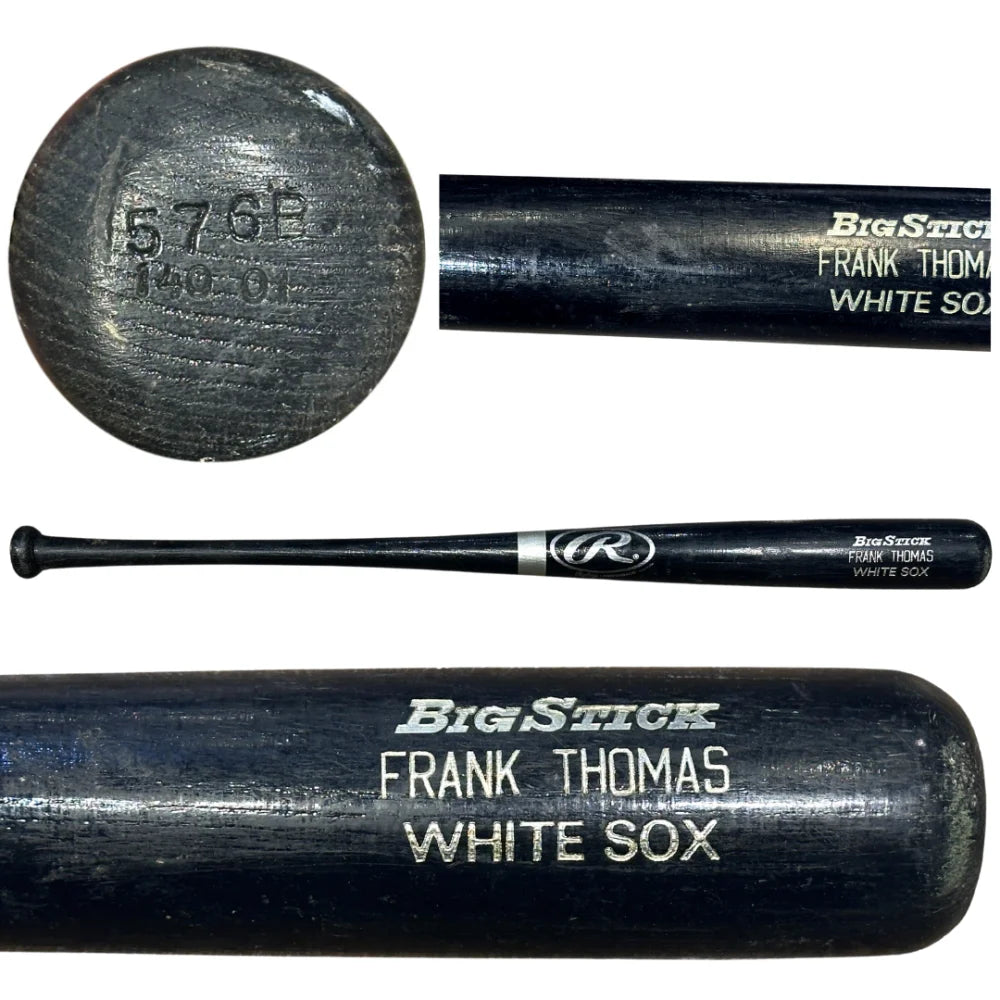 576B
140 01
BIG STICK
FRANK THOMA
WHITE SOX
R®
BIG STICK
FRANK THOMAS
WHITE SOX
BIG STICK
FRANK THOMAS
WHITE SOX